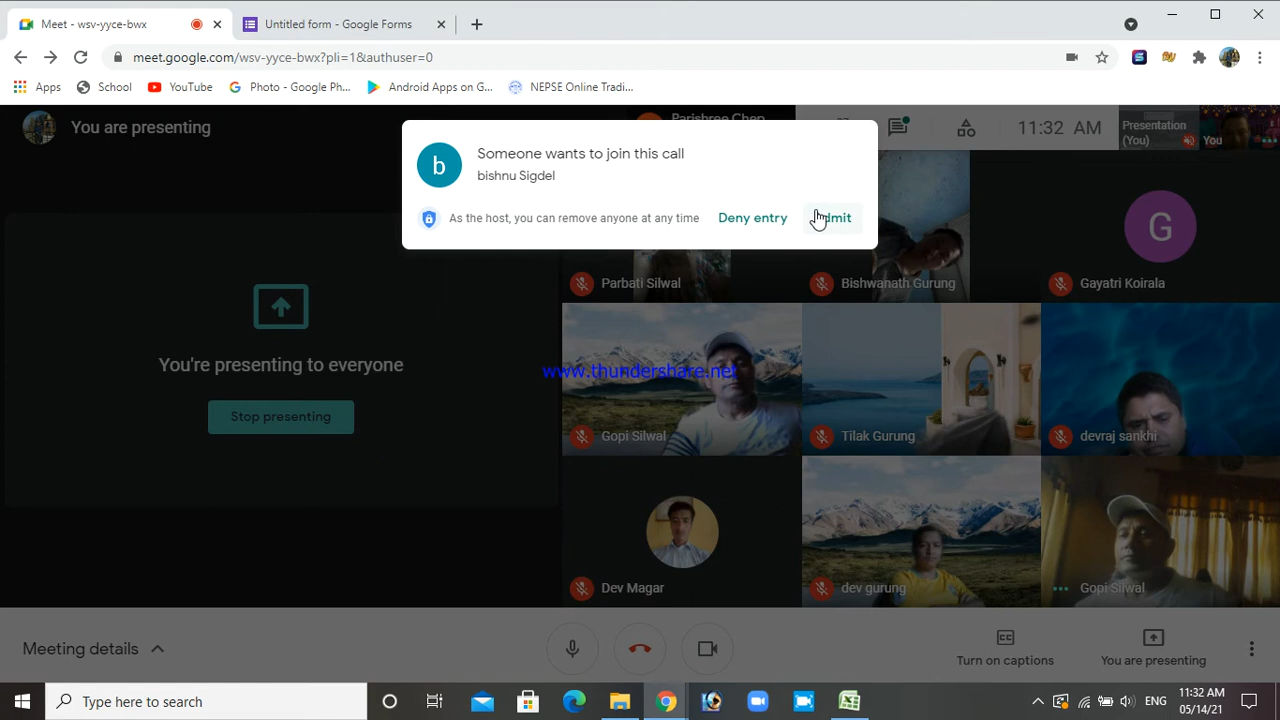 Meet - wsv-yyce-bwx
Untitled form - Google Forms
meet.google.com/wsv-yyce-bwx?pli=1&authuser=0
Apps
School
YouTube
Photo - Google Ph...
Android Apps on G...
NEPSE Online Tradi...
You are presenting
11:32 AM
Presentation
(You)
You
b
Someone wants to join this call
bishnu Sigdel
As the host, you can remove anyone at any time
Deny entry
G
Parbati Silwal
Bishwanath Gurung
Gayatri Koirala
You're presenting to everyone
Stop presenting
www.thundershare.net
Gopi Silwal
Tilak Gurung
devraj sankhi
Dev Magar
dev gurung
Gopi Silwal
Meeting details
CC
Turn on captions
You are presenting
Type here to search
ENG
11:32 AM
05/14/21